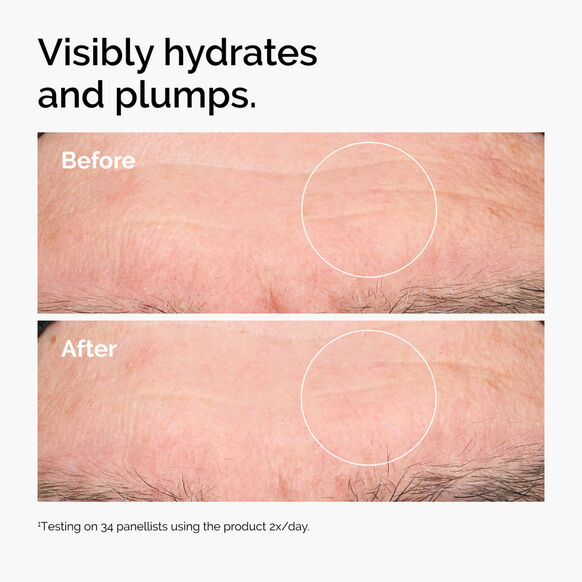 Visibly hydrates
and plumps.
Before
After
¹Testing on 34 panellists using the product 2x/day.